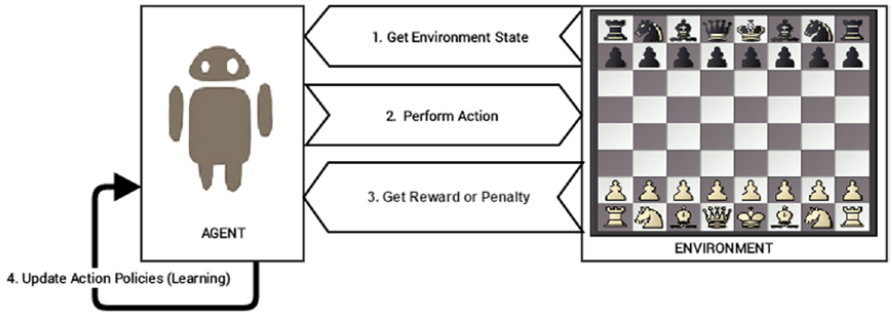 1. Get Environment State
2. Perform Action
3. Get Reward or Penalty
AGENT
ENVIRONMENT
4. Update Action Policies (Learning)